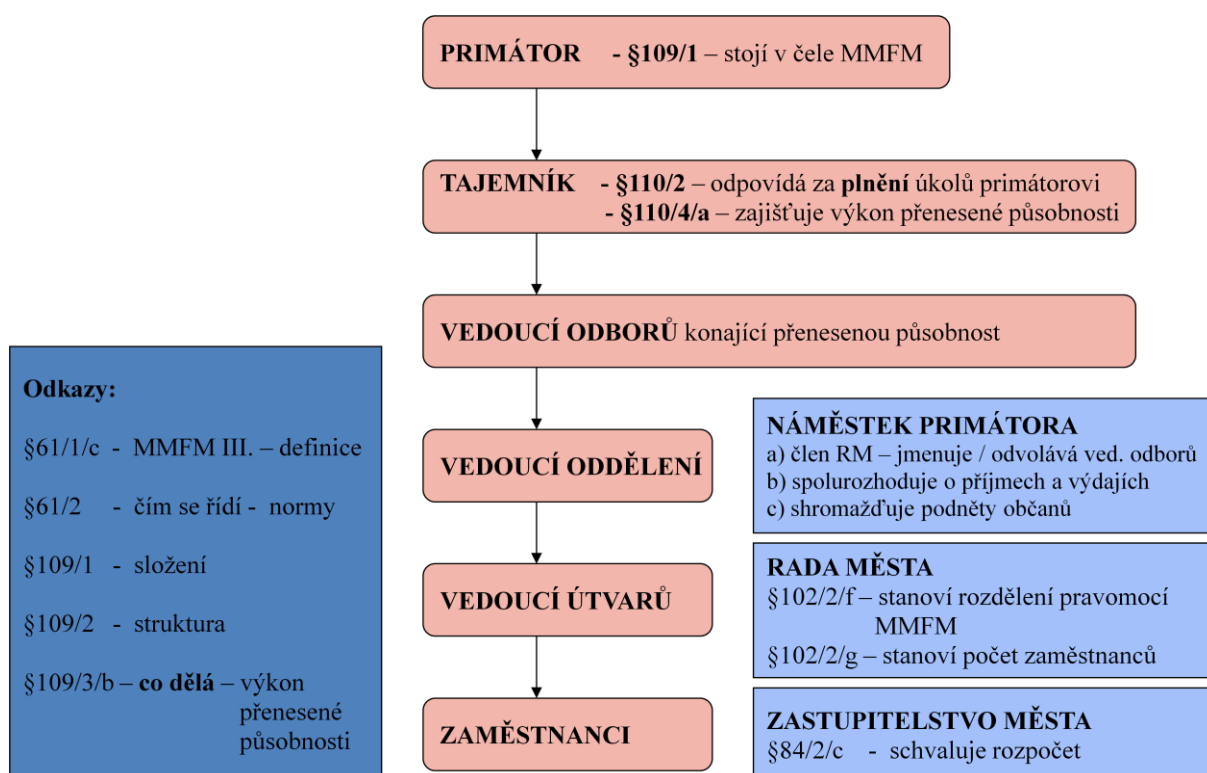 PRIMÁTOR - §109/1 – stojí v čele MMFM
TAJEMNÍK - §110/2 – odpovídá za plnění úkolů primátorovi
- §110/4/a – zajišťuje výkon přenesené působnosti
VEDOUCÍ ODBORŮ konající přenesenou působnost
VEDOUCÍ ODDĚLENÍ
VEDOUCÍ ÚTVARŮ
ZAMĚSTNANCI
Odkazy:
§61/1/c - MMFM III. – definice
§61/2 - čím se řídí - normy
§109/1 - složení
§109/2 - struktura
§109/3/b – co dělá – výkon
přenesené
působnosti
NÁMĚSTEK PRIMÁTORA
a) člen RM – jmenuje / odvolává ved. odborů
b) spolurozhoduje o příjmech a výdajích
c) shromažďuje podněty občanů
RADA MĚSTA
§102/2/f – stanoví rozdělení pravomocí
MMFM
§102/2/g – stanoví počet zaměstnanců
ZASTUPITELSTVO MĚSTA
§84/2/c - schvaluje rozpočet